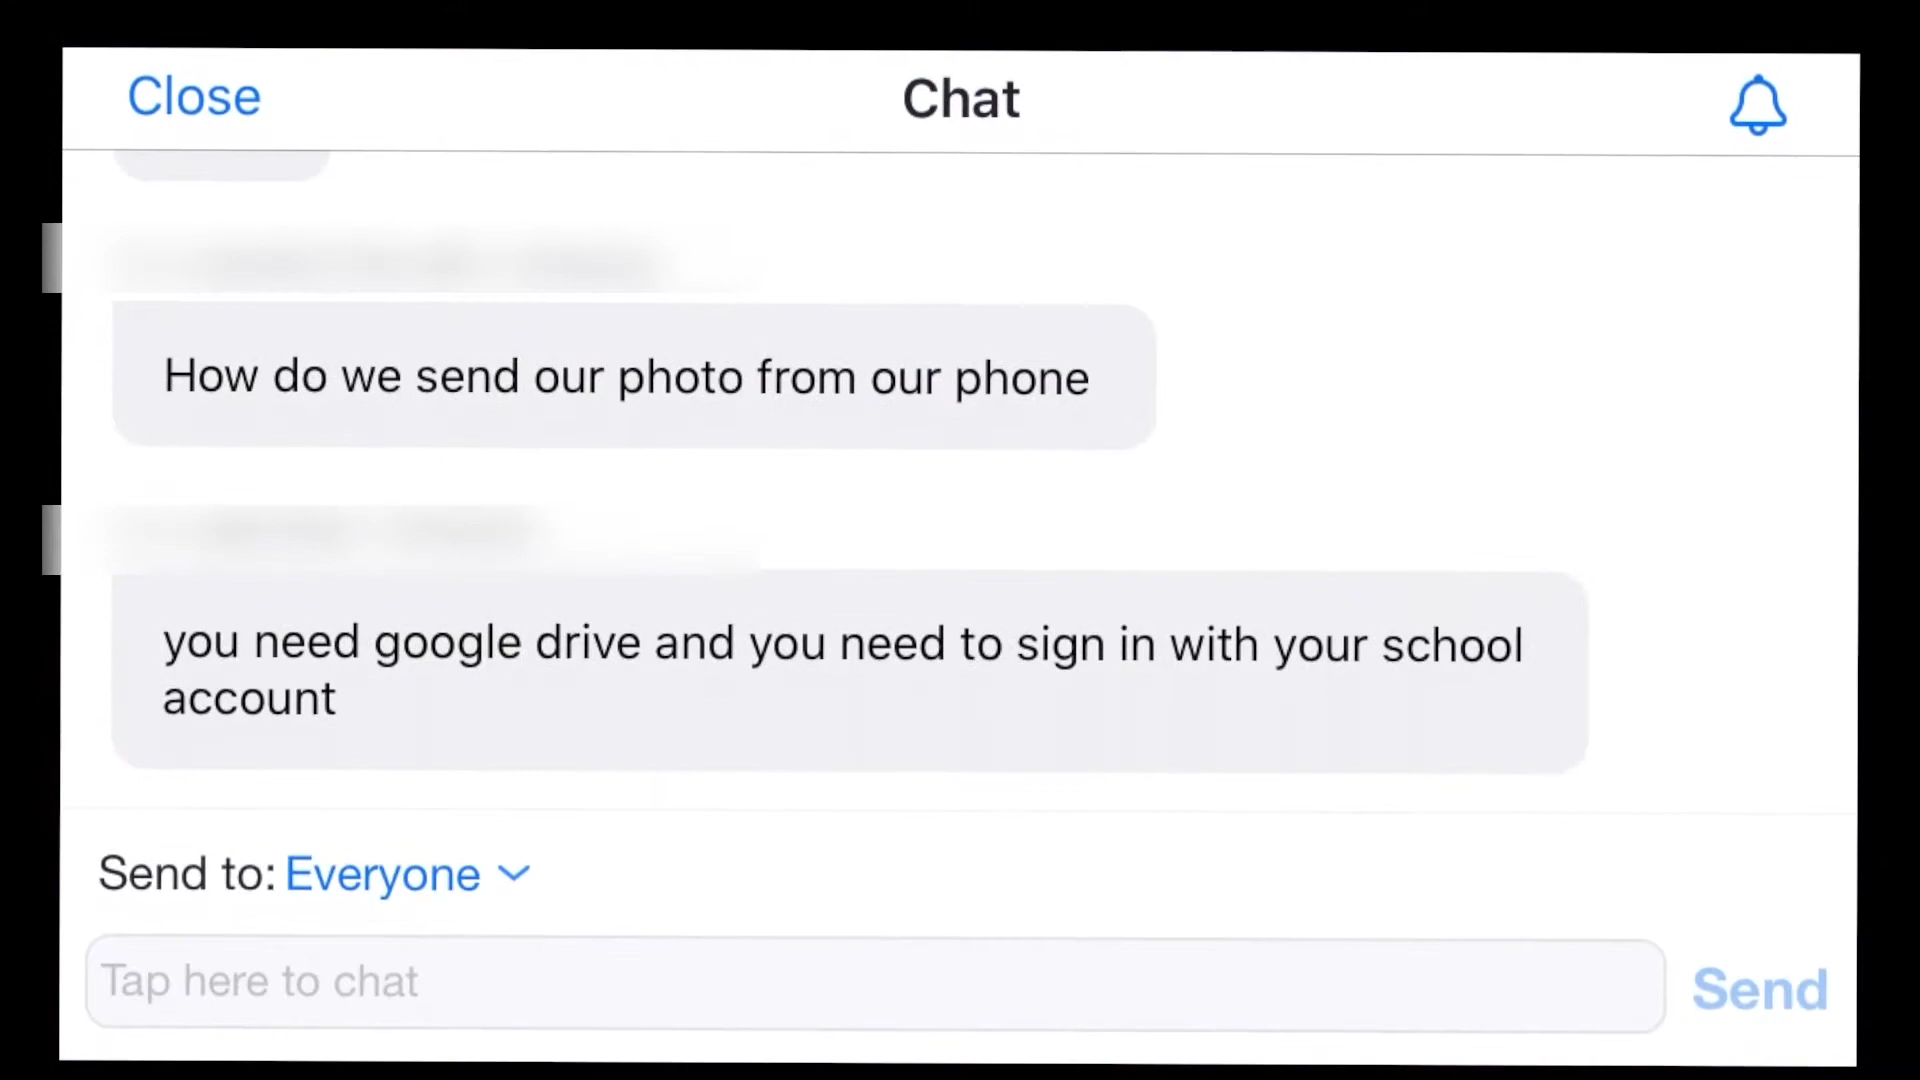 Close
Chat
How do we send our photo from our phone
you need google drive and you need to sign in with your school
account
Send to: Everyone
Tap here to chat
Send